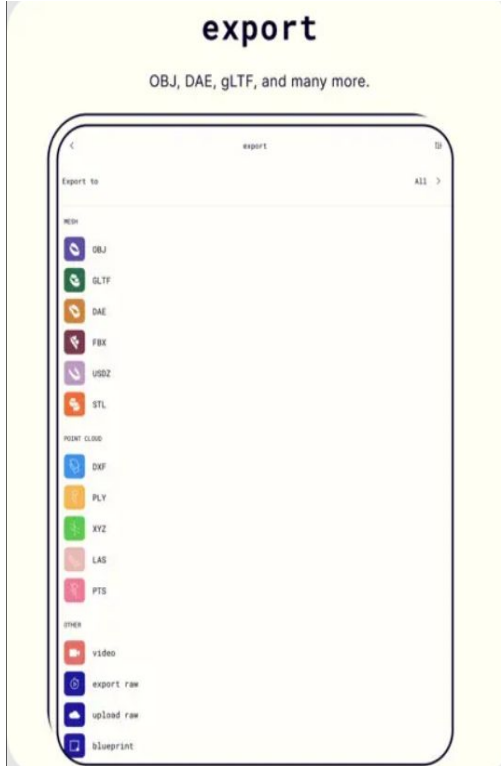 export
OBJ, DAE, gLTF, and many more.
export
Export to All
MESH
OBJ
GLTF
DAE
FBX
USDZ
STL
POINT CLOUD
DXF
PLY
XYZ
LAS
PTS
OTHER
video
export raw
upload raw
blueprint